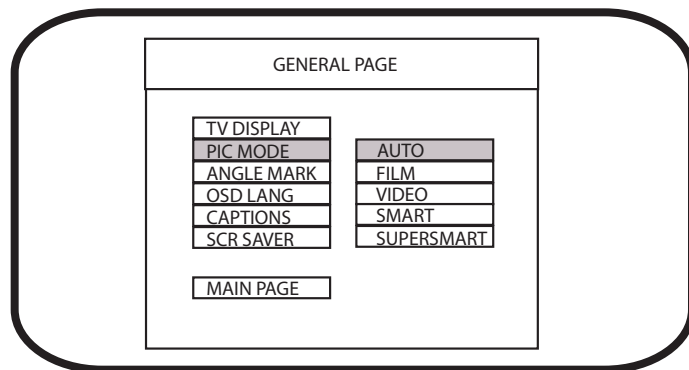 GENERAL PAGE
TV DISPLAY
PIC MODE
ANGLE MARK
OSD LANG
CAPTIONS
SCR SAVER
AUTO
FILM
VIDEO
SMART
SUPERSMART
MAIN PAGE